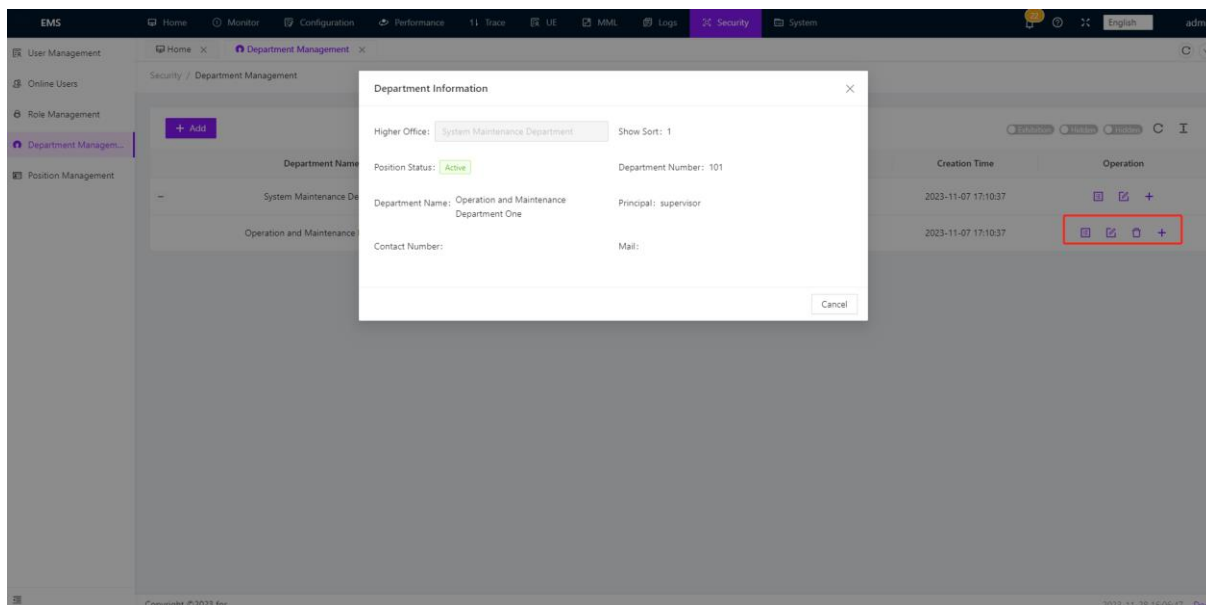 EMS Home Monitor Configuration Performance Trace UE MML Logs Security System English adm
User Management
Online Users
Role Management
Department Managem...
Position Management
Home Department Management
Security / Department Management
+ Add
Department Name Creation Time Operation
System Maintenance De 2023-11-07 17:10:37
Operation and Maintenance 2023-11-07 17:10:37
Department Information
Higher Office: System Maintenance Department Show Sort: 1
Position Status: Active Department Number: 101
Department Name: Operation and Maintenance Principal: supervisor
Department One
Contact Number: Mail:
Cancel